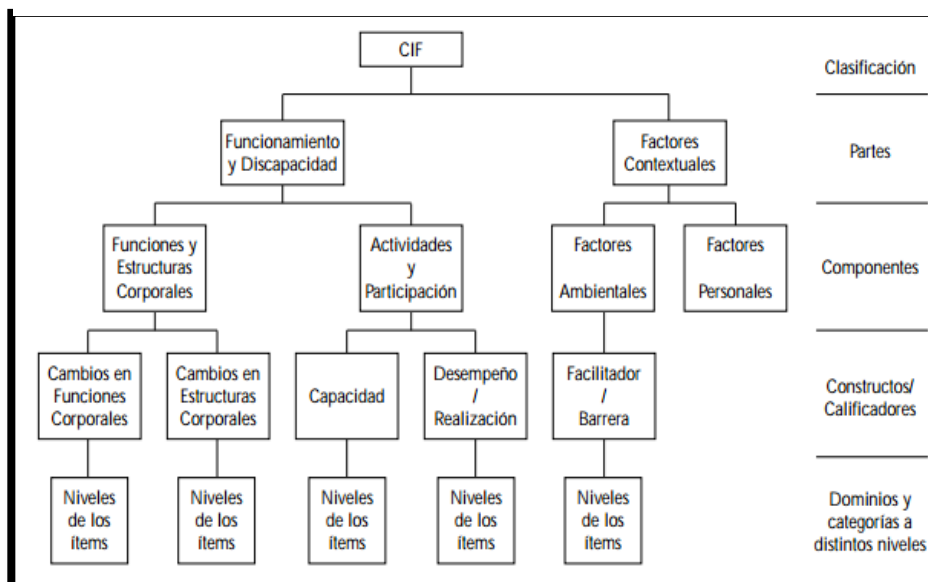 CIF
Clasificación
Funcionamiento
y Discapacidad
Factores
Contextuales
Partes
Funciones y
Estructuras
Corporales
Actividades
y
Participación
Factores
Ambientales
Factores
Personales
Componentes
Cambios en
Funciones
Corporales
Cambios en
Estructuras
Corporales
Capacidad
Desempeño
/
Realización
Facilitador
/
Barrera
Constructos/
Calificadores
Niveles
de los
ítems
Niveles
de los
ítems
Niveles
de los
ítems
Niveles
de los
ítems
Niveles
de los
ítems
Dominios y
categorías a
distintos niveles